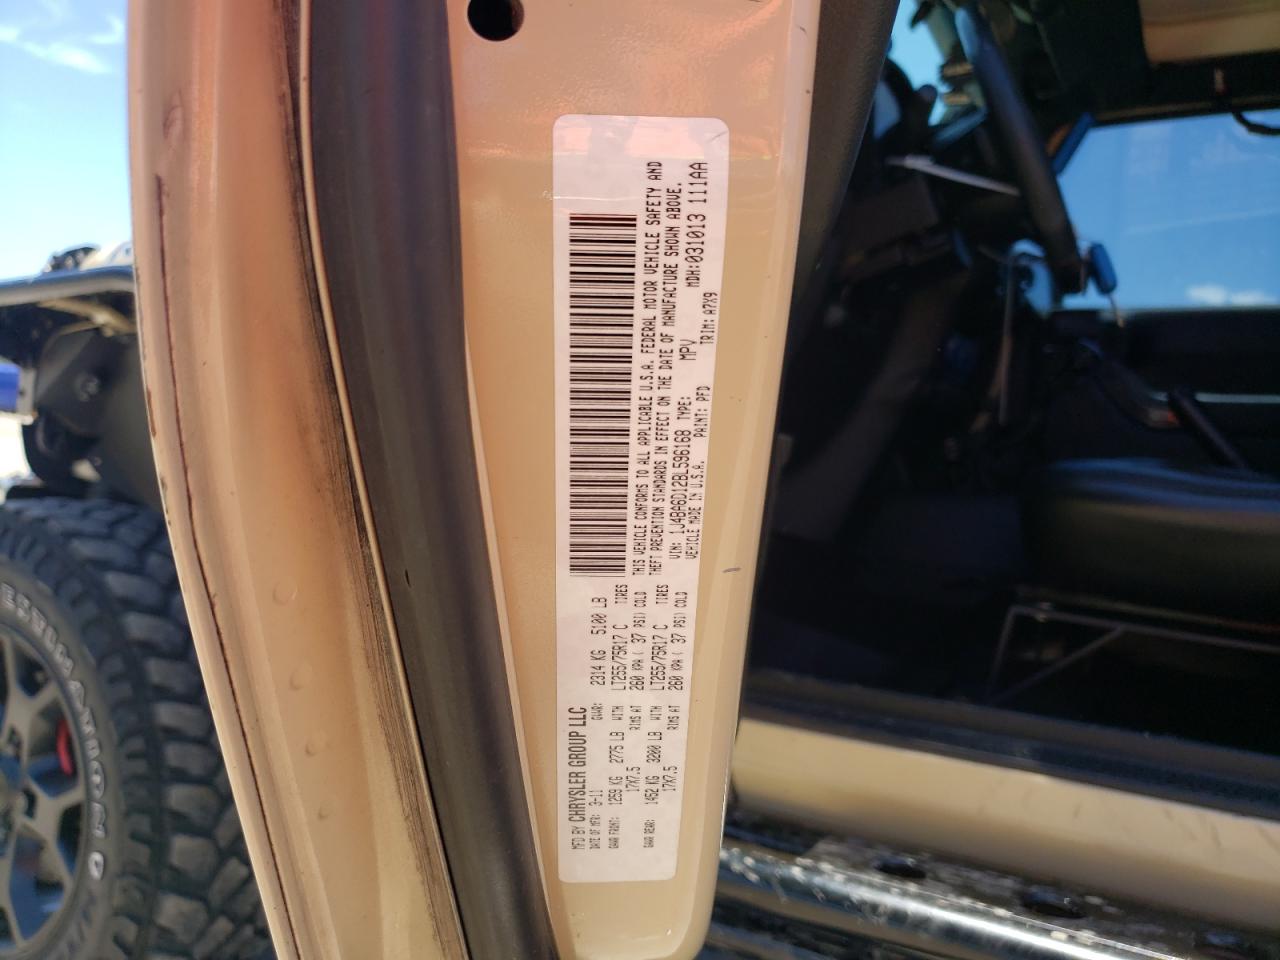 MFD BY CHRYSLER GROUP LLC
DATE OF MFR: 3-11 GVWR: 2314 KG 5100 LB
GAWR FRONT: 1259 KG 2775 LB WITH LT255/75R17 C TIRES
17X7.5 RIMS AT 260 KPA ( 37 PSI) COLD
GAWR REAR: 1452 KG 3200 LB WITH LT255/75R17 C TIRES
17X7.5 RIMS AT 260 KPA ( 37 PSI) COLD
THIS VEHICLE CONFORMS TO ALL APPLICABLE U.S.A. FEDERAL MOTOR VEHICLE SAFETY AND
THEFT PREVENTION STANDARDS IN EFFECT ON THE DATE OF MANUFACTURE SHOWN ABOVE.
VIN: 1J4BA6D12BL596168 TYPE: MPV MDH: 031013 111AA
VEHICLE MADE IN U.S.A. PAINT: PFD TRIM: A7X9